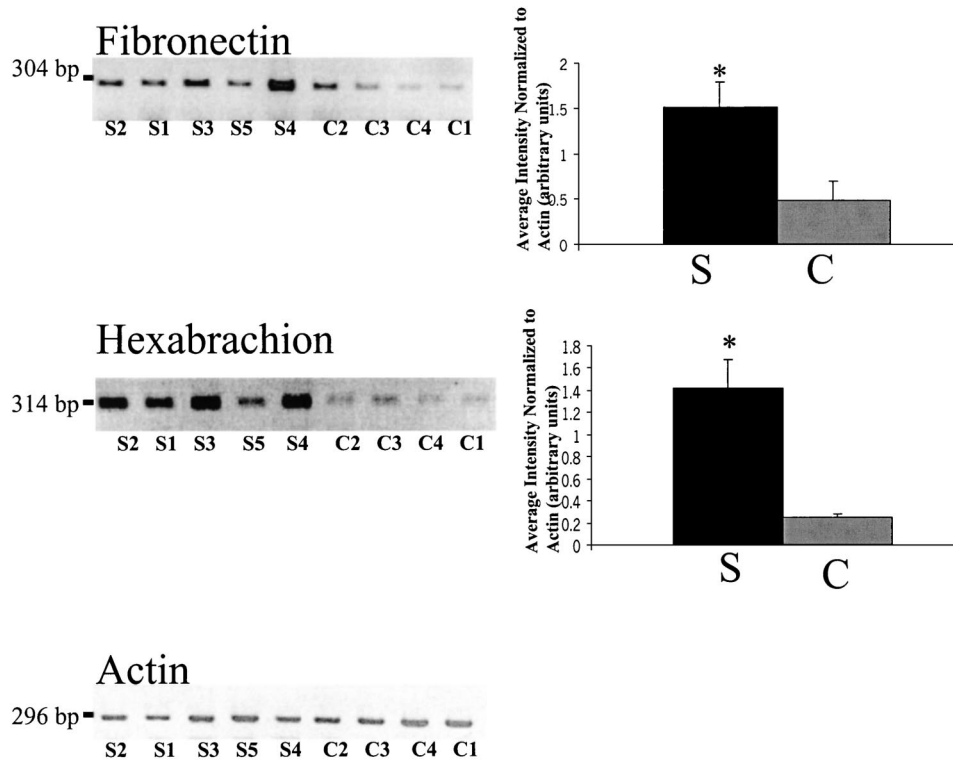 Fibronectin
304 bp
S2 S1 S3 S5 S4 C2 C3 C4 C1
Average Intensity Normalized to
Actin (arbitrary units)
2
1.5
1
0.5
0
*
S C
Hexabrachion
314 bp
S2 S1 S3 S5 S4 C2 C3 C4 C1
Average Intensity Normalized to
Actin (arbitrary units)
1.8
1.6
1.4
1.2
1
0.8
0.6
0.4
0.2
0
*
S C
Actin
296 bp
S2 S1 S3 S5 S4 C2 C3 C4 C1